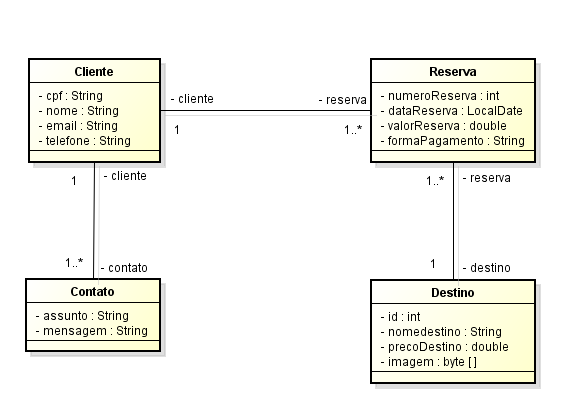 Cliente
- cpf : String
- nome : String
- email : String
- telefone : String
- cliente
1
- reserva
1..*
Reserva
- numeroReserva : int
- dataReserva : LocalDate
- valorReserva : double
- formaPagamento : String
1
- cliente
1..*
- contato
1..*
- reserva
1
- destino
Contato
- assunto : String
- mensagem : String
Destino
- id : int
- nomedestino : String
- precoDestino : double
- imagem : byte [ ]